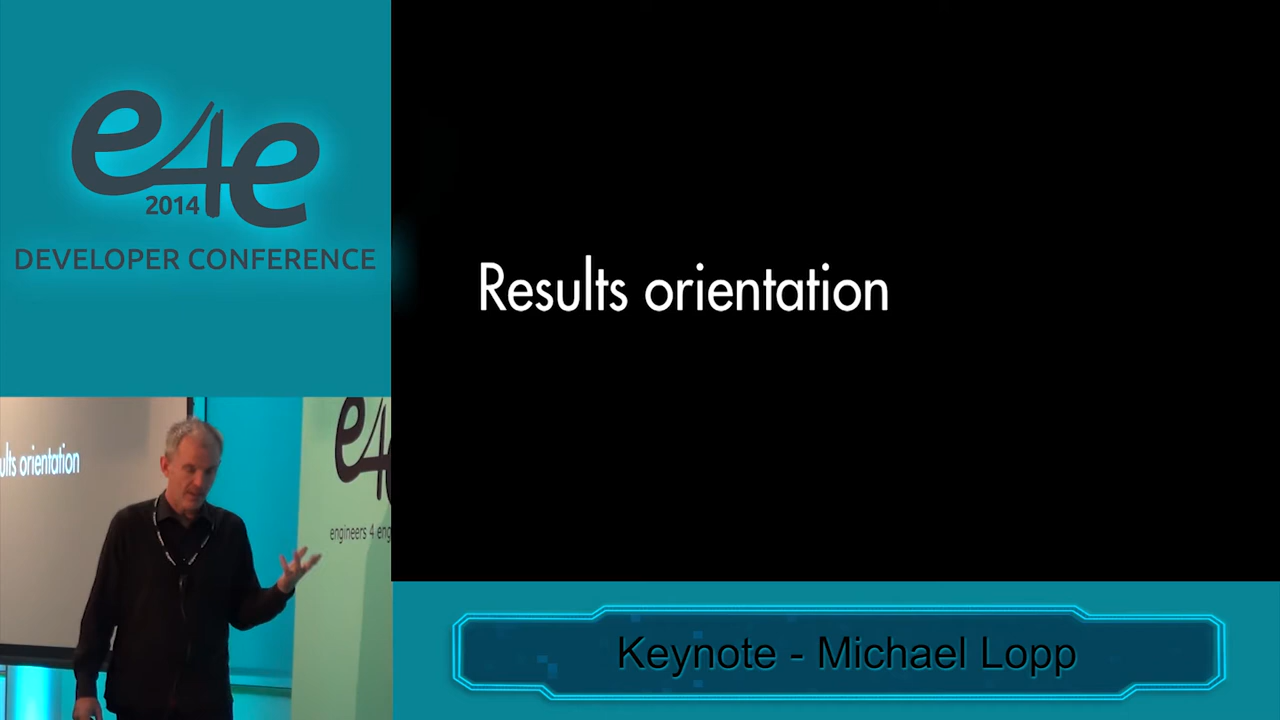 e4e
2014
DEVELOPER CONFERENCE
Results orientation
ults orientation
e4e
engineers 4 eng
Keynote - Michael Lopp